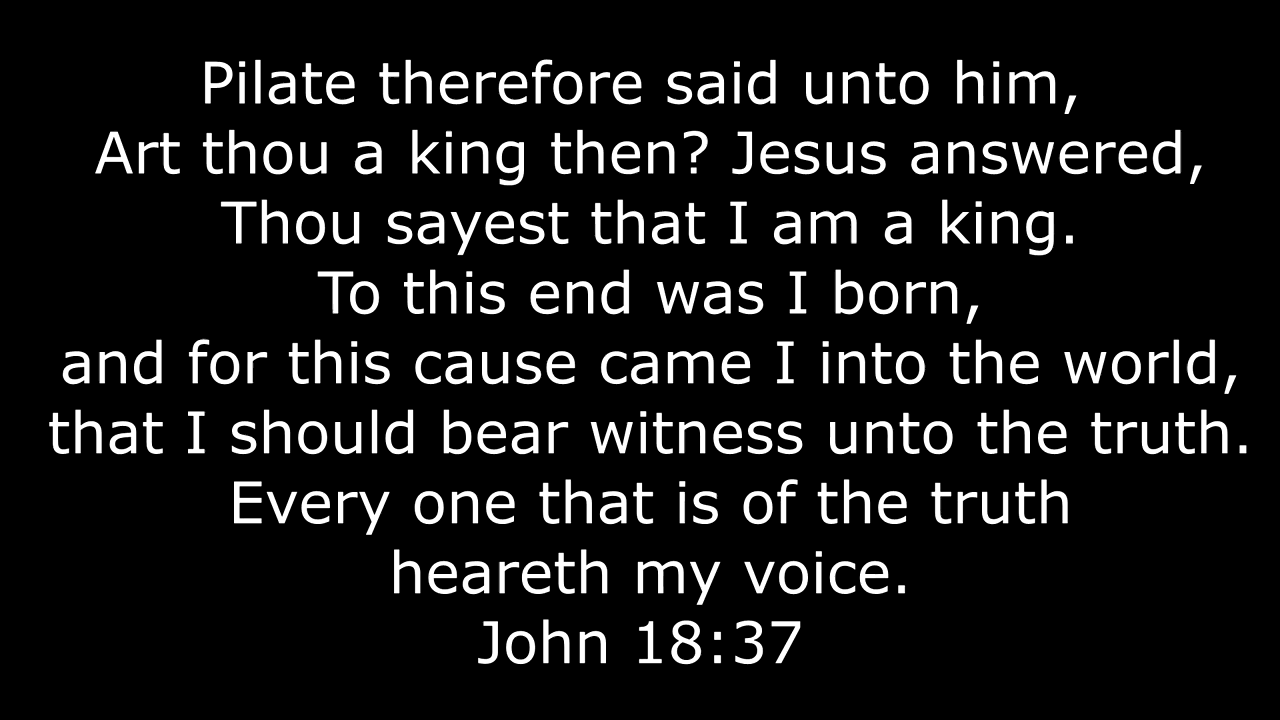 Pilate therefore said unto him,
Art thou a king then? Jesus answered,
Thou sayest that I am a king.
To this end was I born,
and for this cause came I into the world,
that I should bear witness unto the truth.
Every one that is of the truth
heareth my voice.
John 18:37